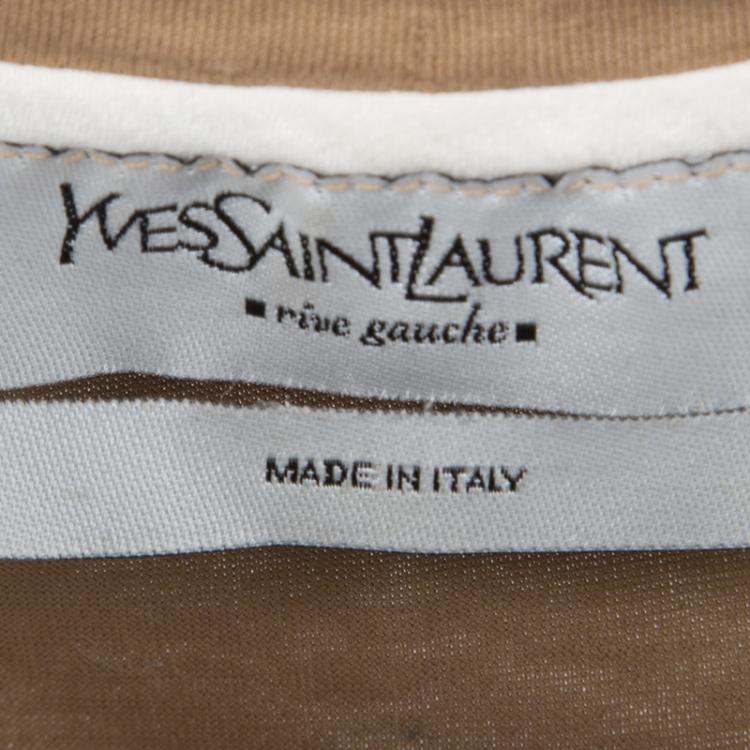 YVESSAINTLAURENT
▪rive gauche▪
MADE IN ITALY